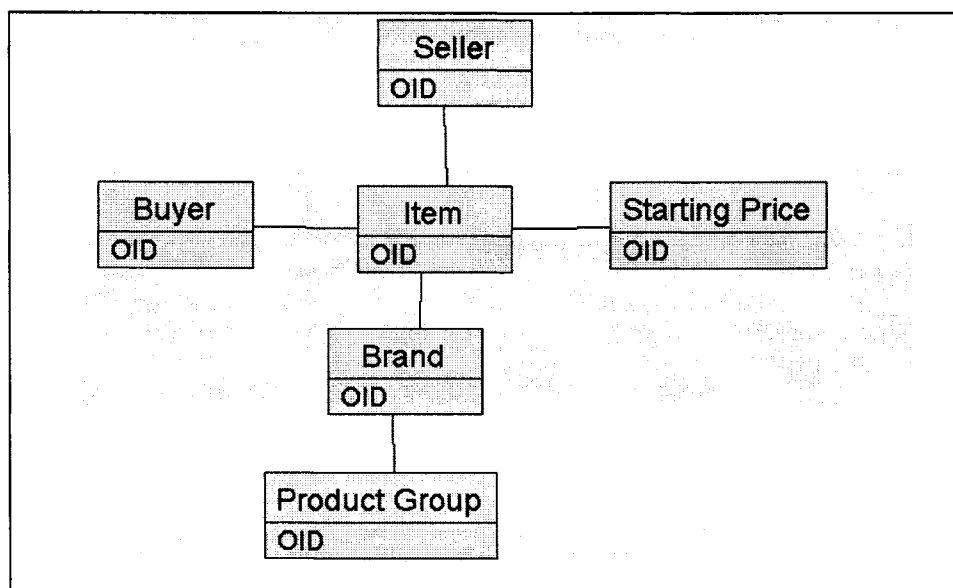 Seller
OID
Buyer
OID
Item
OID
Starting Price
OID
Brand
OID
Product Group
OID